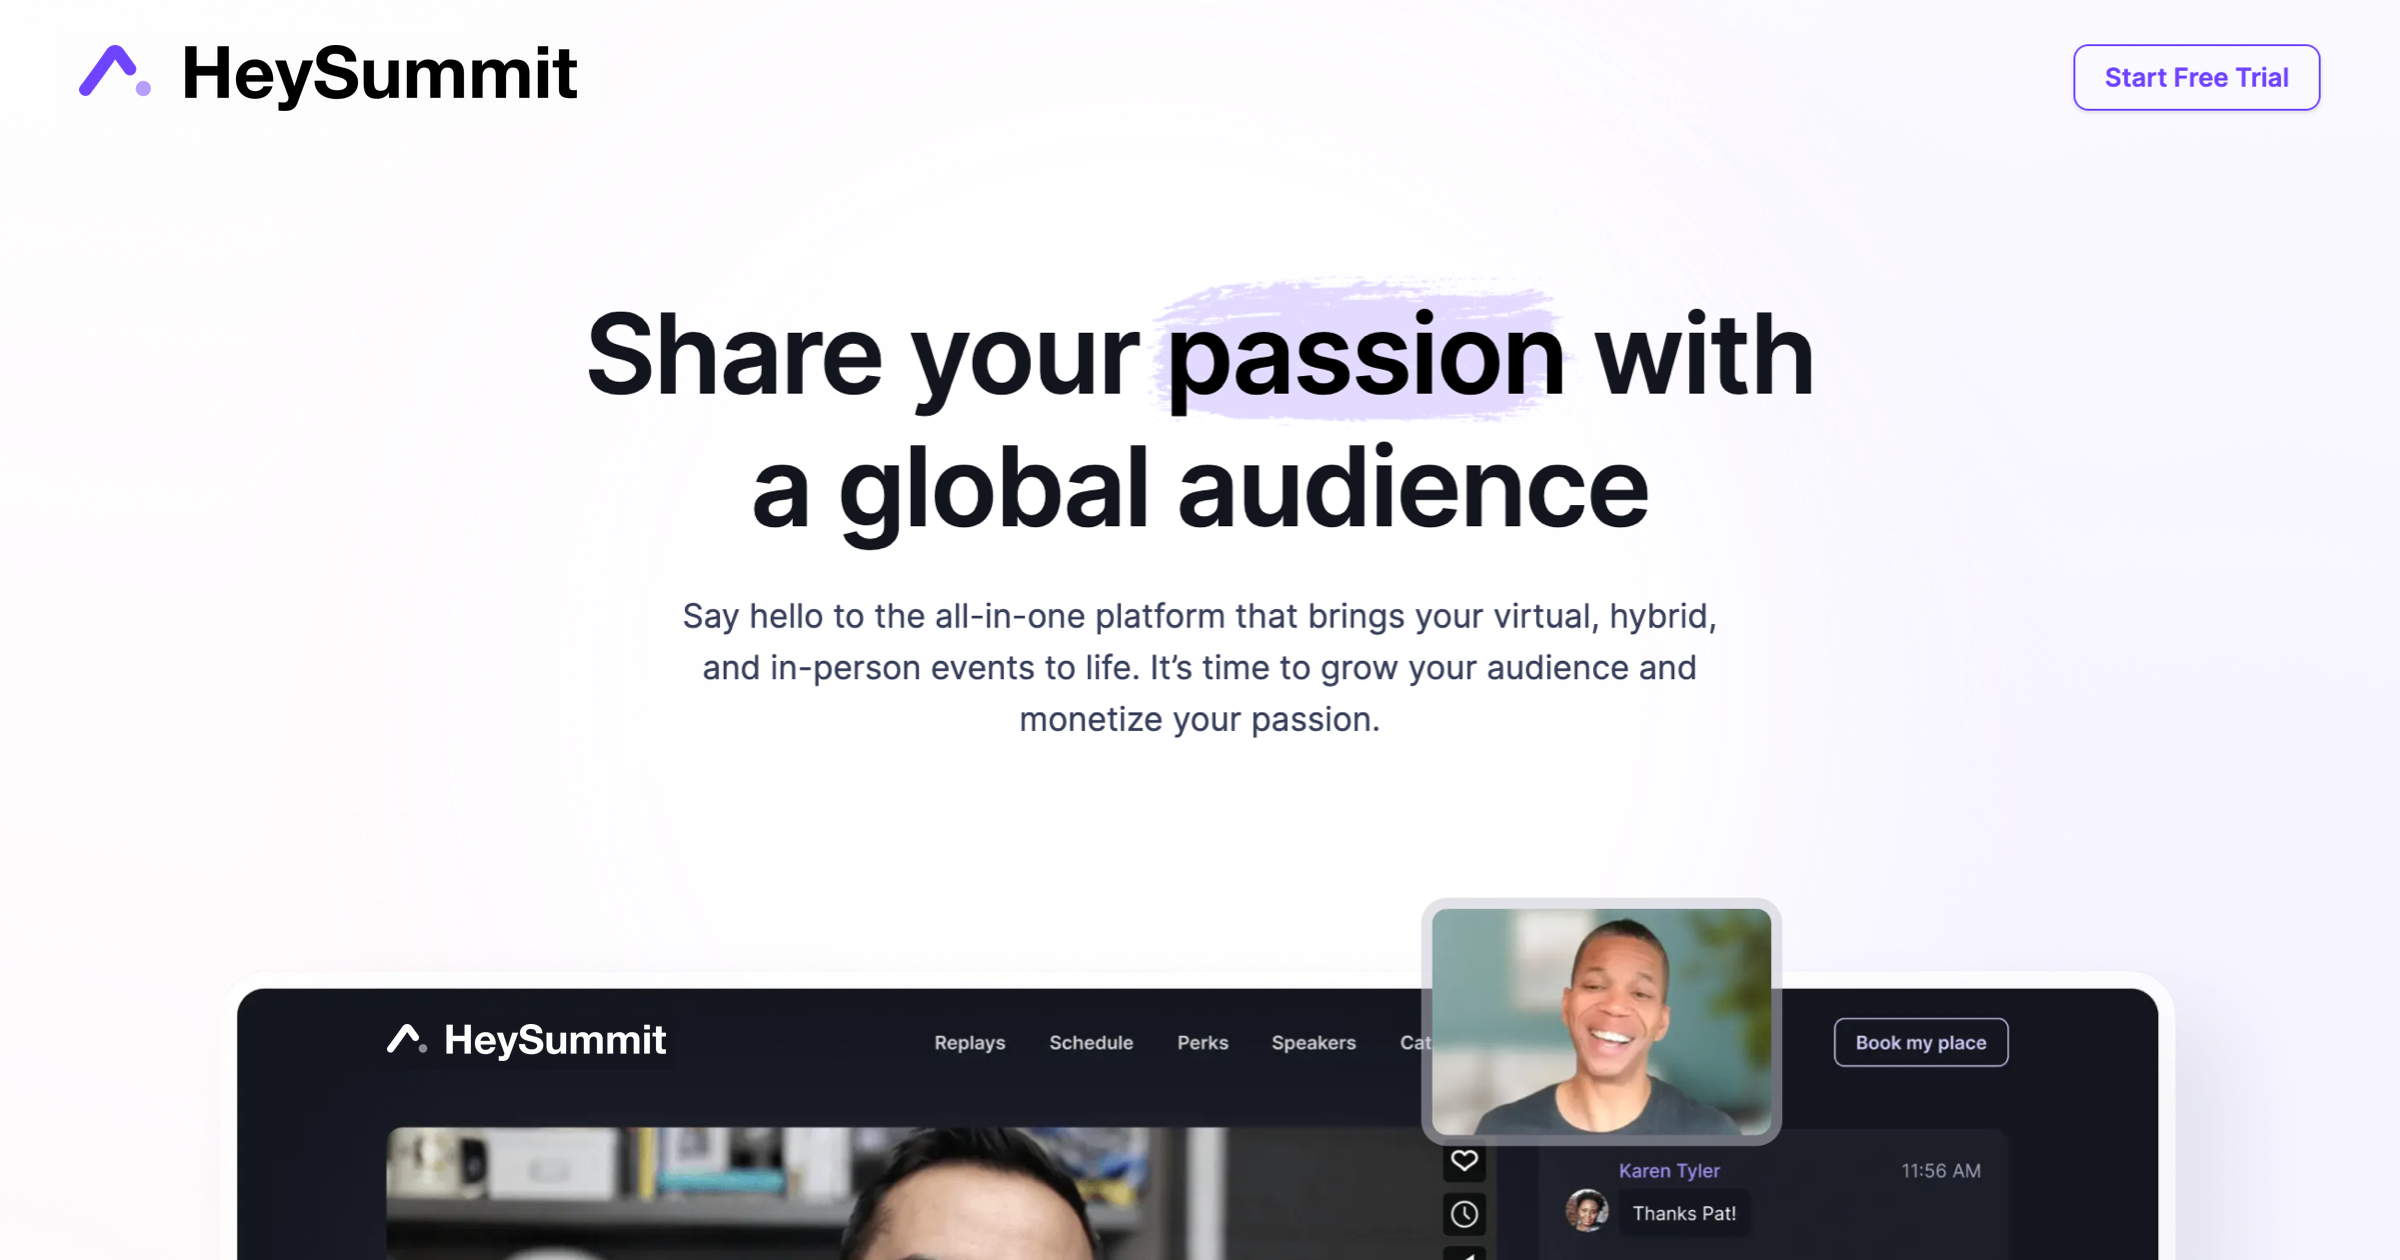 HeySummit
Start Free Trial
Share your passion with
a global audience
Say hello to the all-in-one platform that brings your virtual, hybrid,
and in-person events to life. It’s time to grow your audience and
monetize your passion.
HeySummit
Replays Schedule Perks Speakers Cat
Book my place
Karen Tyler 11:56 AM
Thanks Pat!